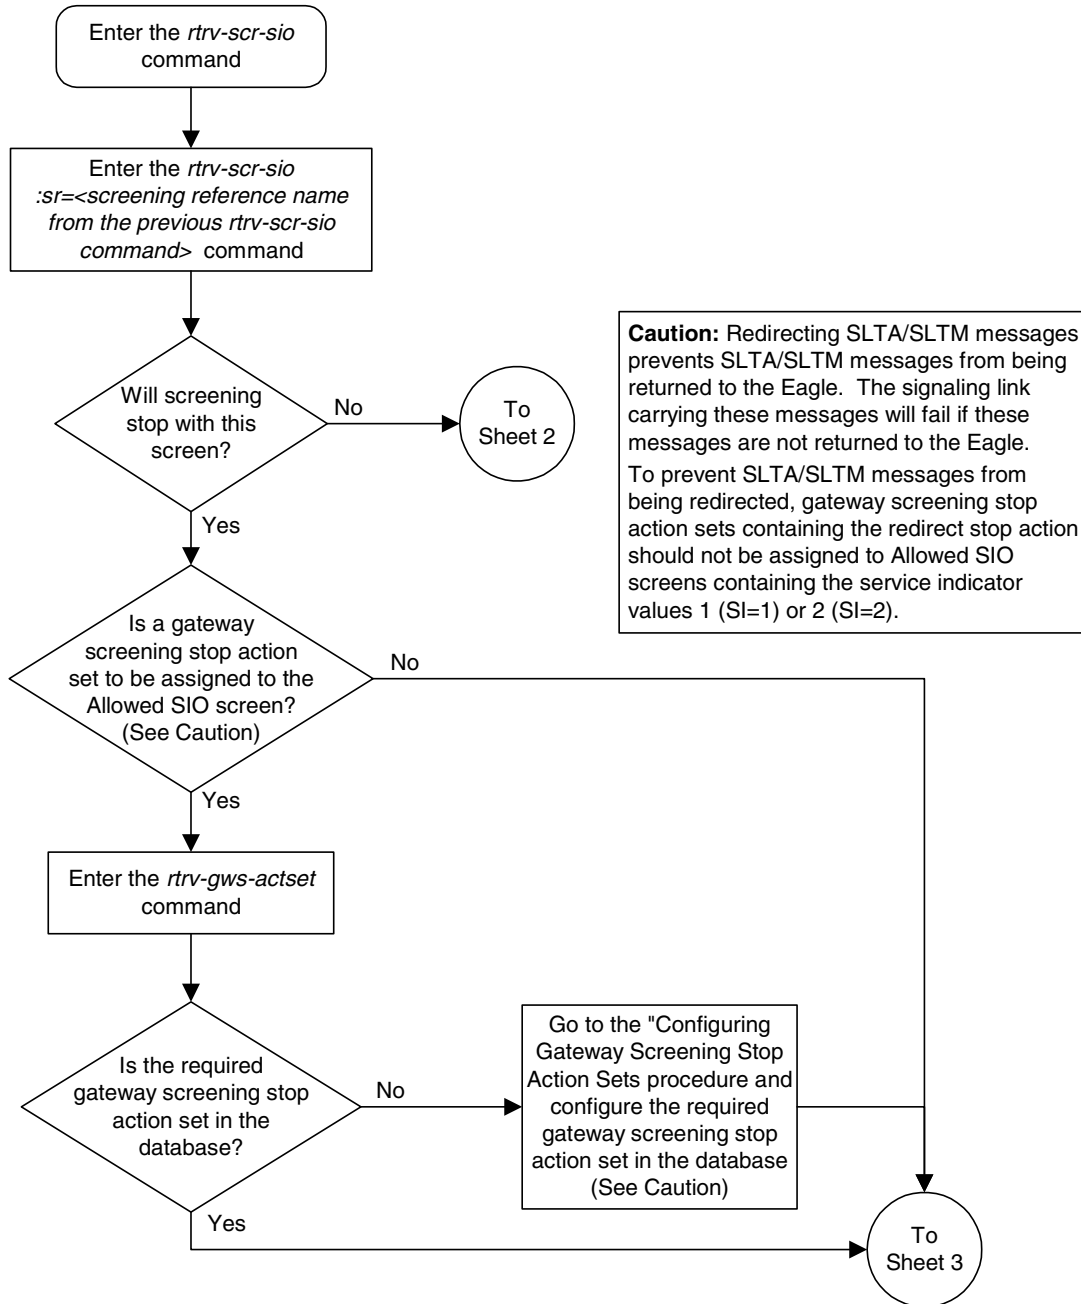 Enter the rtrv-scr-sio
command
Enter the rtrv-scr-sio
:sr=<screening reference name
from the previous rtrv-scr-sio
command> command
Will screening
stop with this
screen?
No
To
Sheet 2
Yes
Caution: Redirecting SLTA/SLTM messages
prevents SLTA/SLTM messages from being
returned to the Eagle. The signaling link
carrying these messages will fail if these
messages are not returned to the Eagle.
To prevent SLTA/SLTM messages from
being redirected, gateway screening stop
action sets containing the redirect stop action
should not be assigned to Allowed SIO
screens containing the service indicator
values 1 (SI=1) or 2 (SI=2).
Is a gateway
screening stop action
set to be assigned to the
Allowed SIO screen?
(See Caution)
No
Yes
Enter the rtrv-gws-actset
command
Is the required
gateway screening stop
action set in the
database?
No
Go to the "Configuring
Gateway Screening Stop
Action Sets procedure and
configure the required
gateway screening stop
action set in the database
(See Caution)
Yes
To
Sheet 3